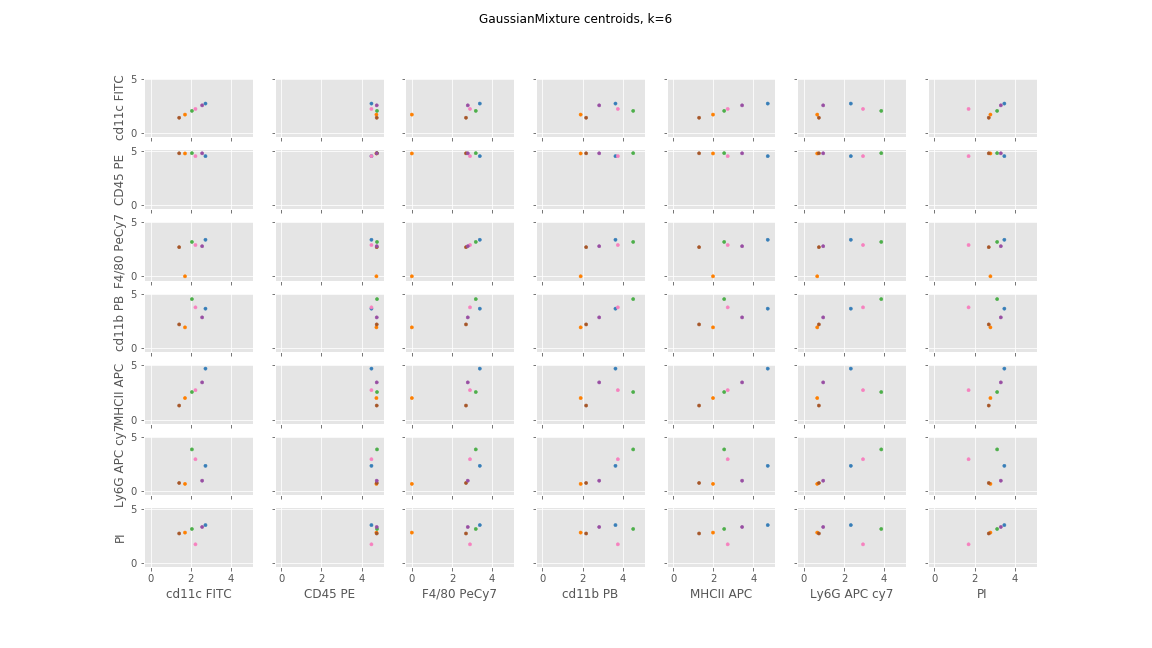 GaussianMixture centroids, k=6
cd11c FITC
5
0
CD45 PE
5
0
F4/80 PeCy7
5
0
cd11b PB
5
0
MHCII APC
5
0
Ly6G APC cy7
5
0
PI
5
0
0 2 4 0 2 4 0 2 4 0 2 4 0 2 4 0 2 4 0 2 4
cd11c FITC CD45 PE F4/80 PeCy7 cd11b PB MHCII APC Ly6G APC cy7 PI